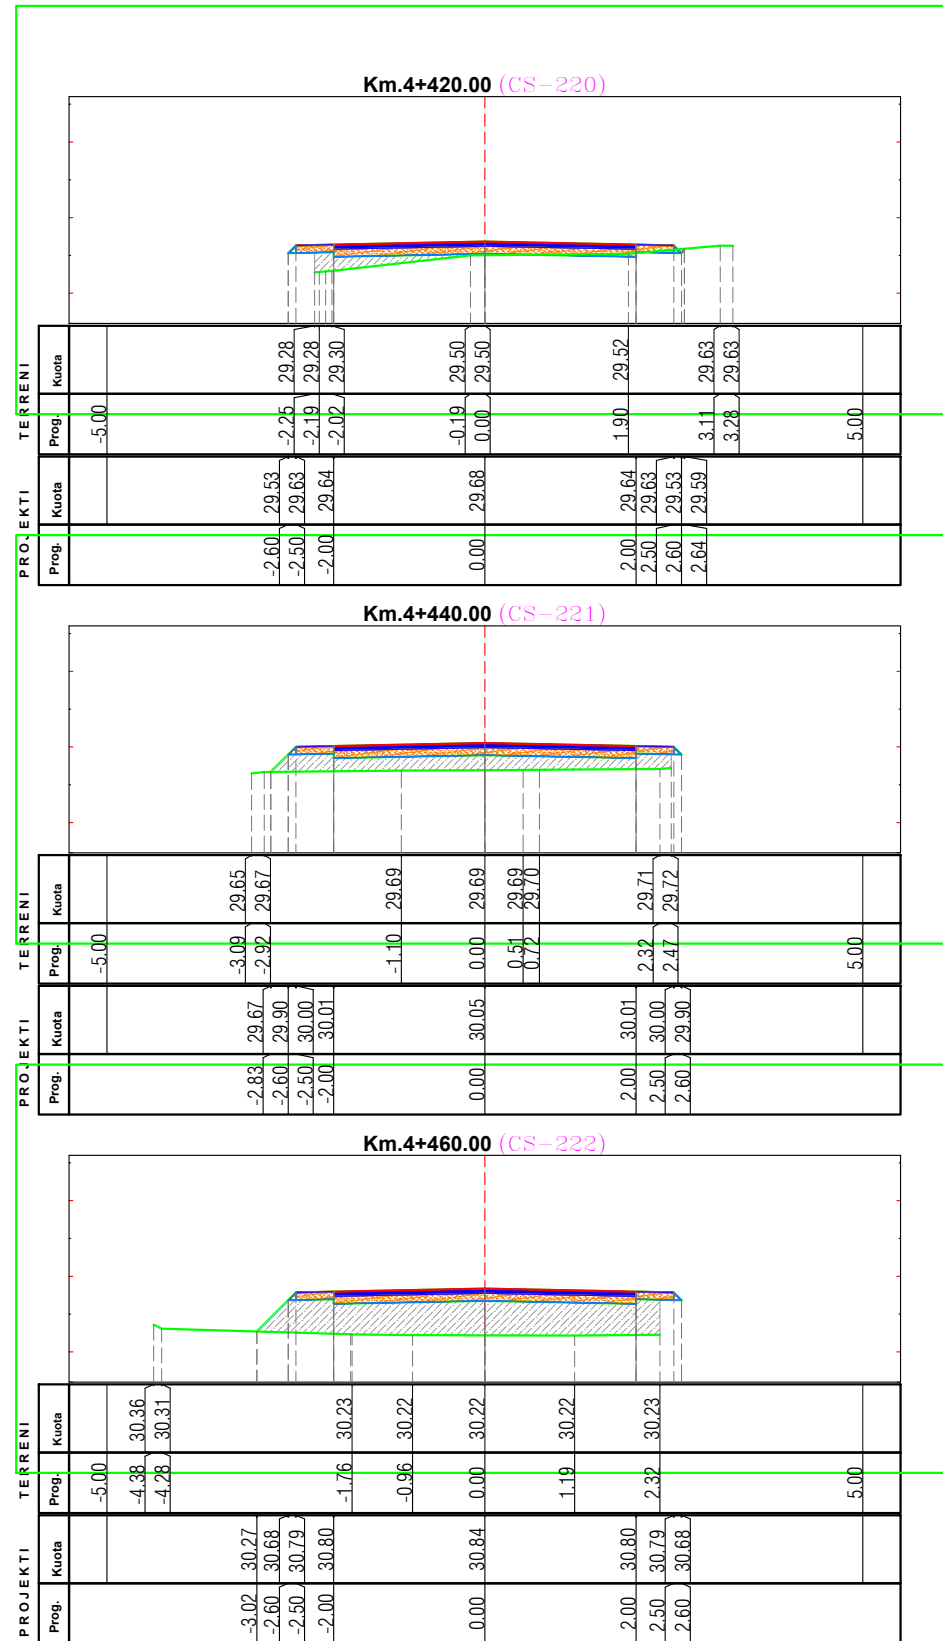 Km.4+420.00 (CS-220)
TERRENI
Kuota 29.28 29.28 29.30 29.50 29.50 29.52 29.63 29.63
Prog. -5.00 -2.25 -2.19 -2.02 -0.19 0.00 1.90 3.11 3.28 5.00
PROJEKTI
Kuota 29.53 29.63 29.64 29.68 29.64 29.63 29.53 29.59
Prog. -2.60 -2.50 -2.00 0.00 2.00 2.50 2.60 2.64
Km.4+440.00 (CS-221)
TERRENI
Kuota 29.65 29.67 29.69 29.69 29.69 29.70 29.71 29.72
Prog. -5.00 -3.09 -2.92 -1.10 0.00 0.51 0.72 2.32 2.47 5.00
PROJEKTI
Kuota 29.67 29.90 30.00 30.01 30.05 30.01 30.00 29.90
Prog. -2.83 -2.60 -2.50 -2.00 0.00 2.00 2.50 2.60
Km.4+460.00 (CS-222)
TERRENI
Kuota 30.36 30.31 30.23 30.22 30.22 30.22 30.23
Prog. -5.00 -4.38 -4.28 -1.76 -0.96 0.00 1.19 2.32 5.00
PROJEKTI
Kuota 30.27 30.68 30.79 30.80 30.84 30.80 30.79 30.68
Prog. -3.02 -2.60 -2.50 -2.00 0.00 2.00 2.50 2.60